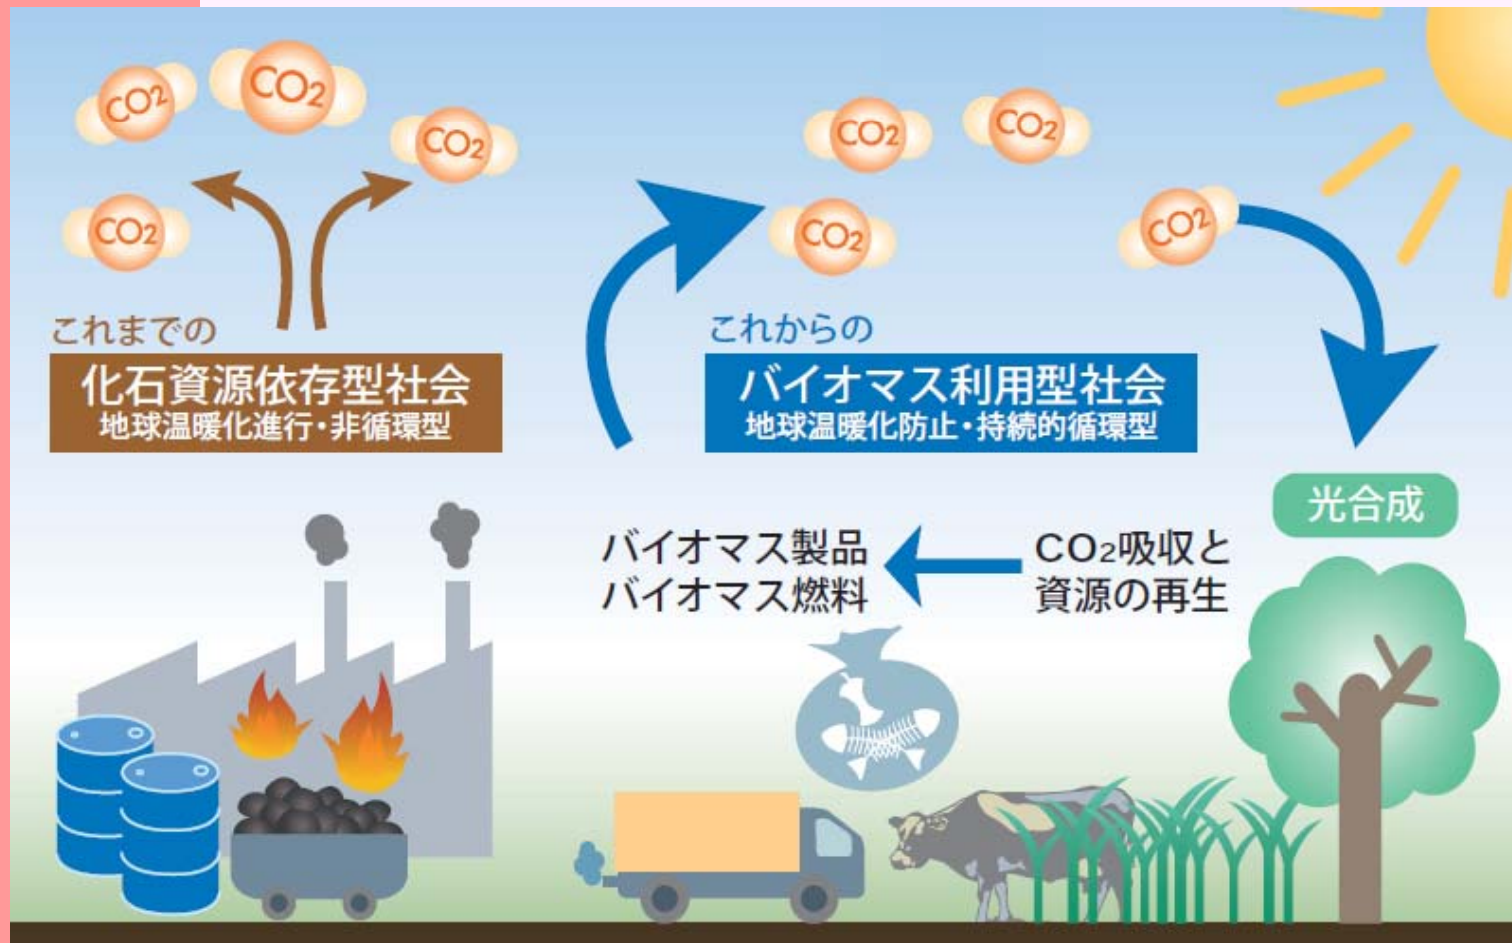 CO2
CO2
CO2
CO2
これまでの
化石資源依存型社会
地球温暖化進行・非循環型
CO2
CO2
CO2
CO2
これからの
バイオマス利用型社会
地球温暖化防止・持続的循環型
光合成
CO2吸収と
資源の再生
バイオマス製品
バイオマス燃料